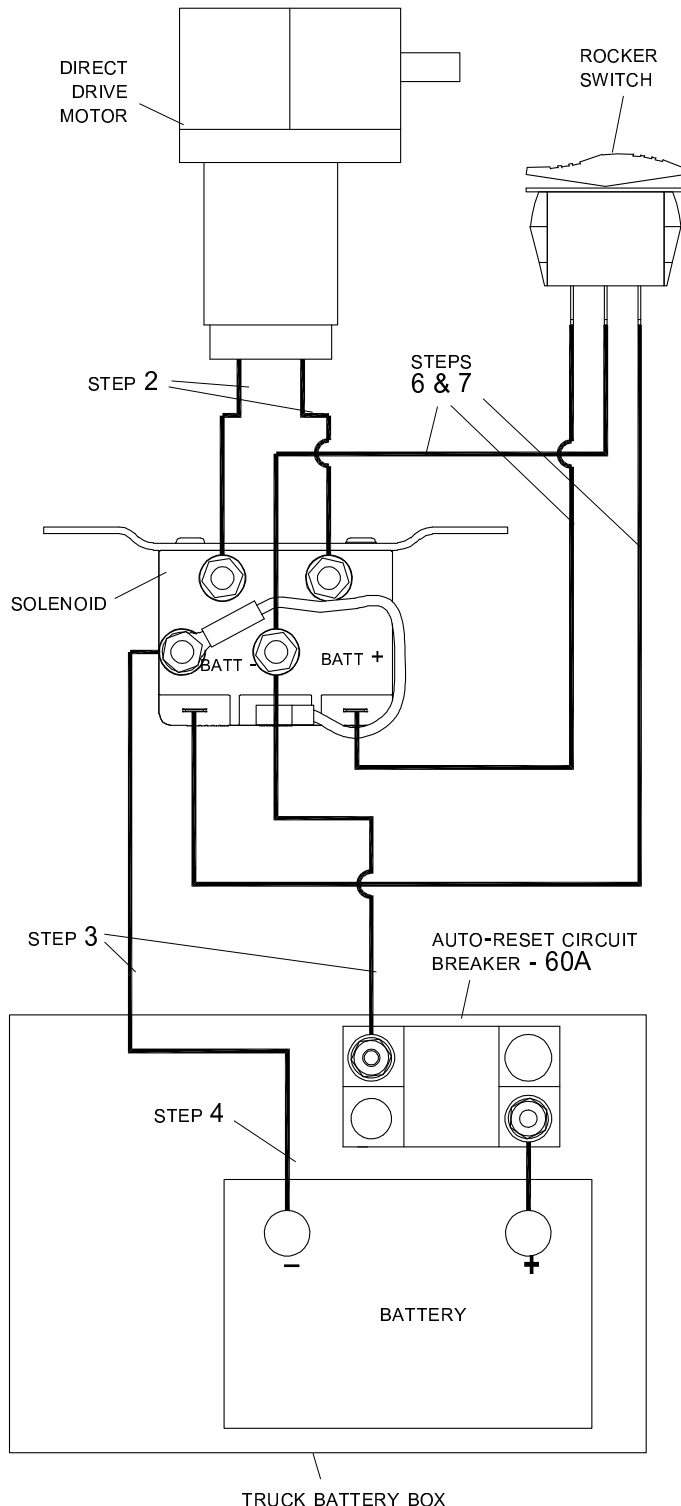 DIRECT
DRIVE
MOTOR
ROCKER
SWITCH
STEP 2
STEPS
6 & 7
SOLENOID
BATT -
BATT +
STEP 3
AUTO-RESET CIRCUIT
BREAKER - 60A
STEP 4
–
+
BATTERY
TRUCK BATTERY BOX